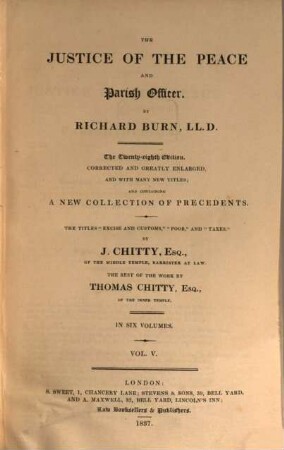 THE
JUSTICE OF THE PEACE
AND
Parish Officer.
BY
RICHARD BURN, LL.D.
The Twenty-eighth Edition,
CORRECTED AND GREATLY ENLARGED,
AND WITH MANY NEW TITLES;
AND CONTAINING
A NEW COLLECTION OF PRECEDENTS.
THE TITLES "EXCISE AND CUSTOMS," "POOR," AND "TAXES"
BY
J. CHITTY, ESQ.,
OF THE MIDDLE TEMPLE, BARRISTER AT LAW:
THE REST OF THE WORK BY
THOMAS CHITTY, ESQ.,
OF THE INNER TEMPLE.
IN SIX VOLUMES.
VOL. V.
LONDON:
S. SWEET, 1, CHANCERY LANE; STEVENS & SONS, 39, BELL YARD,
AND A. MAXWELL, 32, BELL YARD, LINCOLN'S INN;
Law Booksellers & Publishers.
1837.